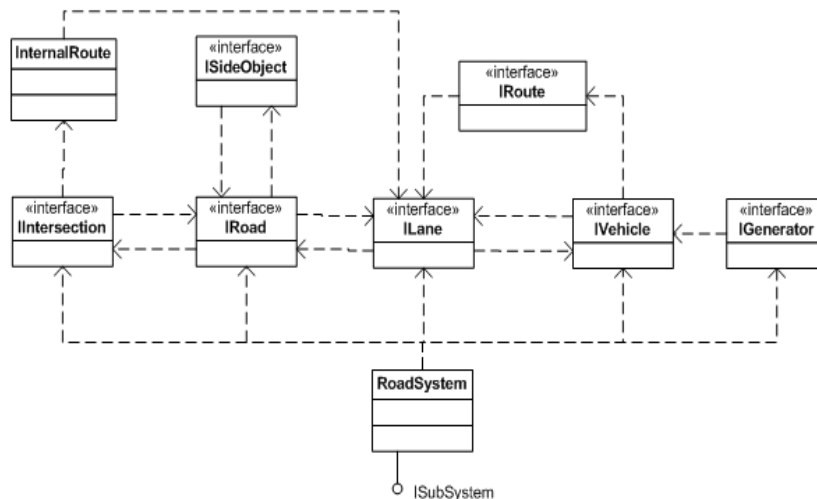 InternalRoute
«interface»
ISideObject
«interface»
IRoute
«interface»
IIntersection
«interface»
IRoad
«interface»
ILane
«interface»
IVehicle
«interface»
IGenerator
RoadSystem
ISubSystem